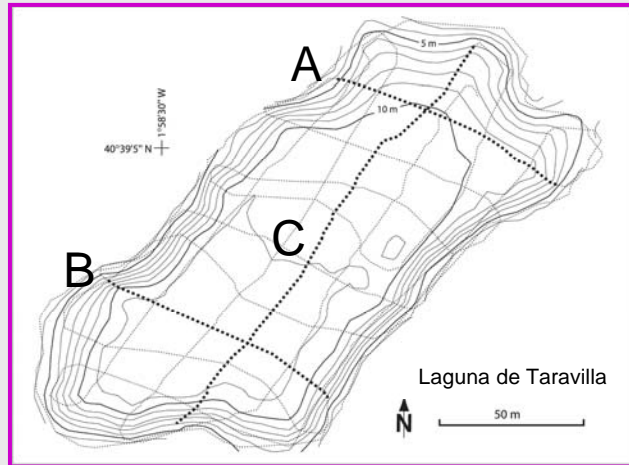 5 m
A
10 m
1°58'30" W
40°39'5" N
C
B
Laguna de Taravilla
N
50 m